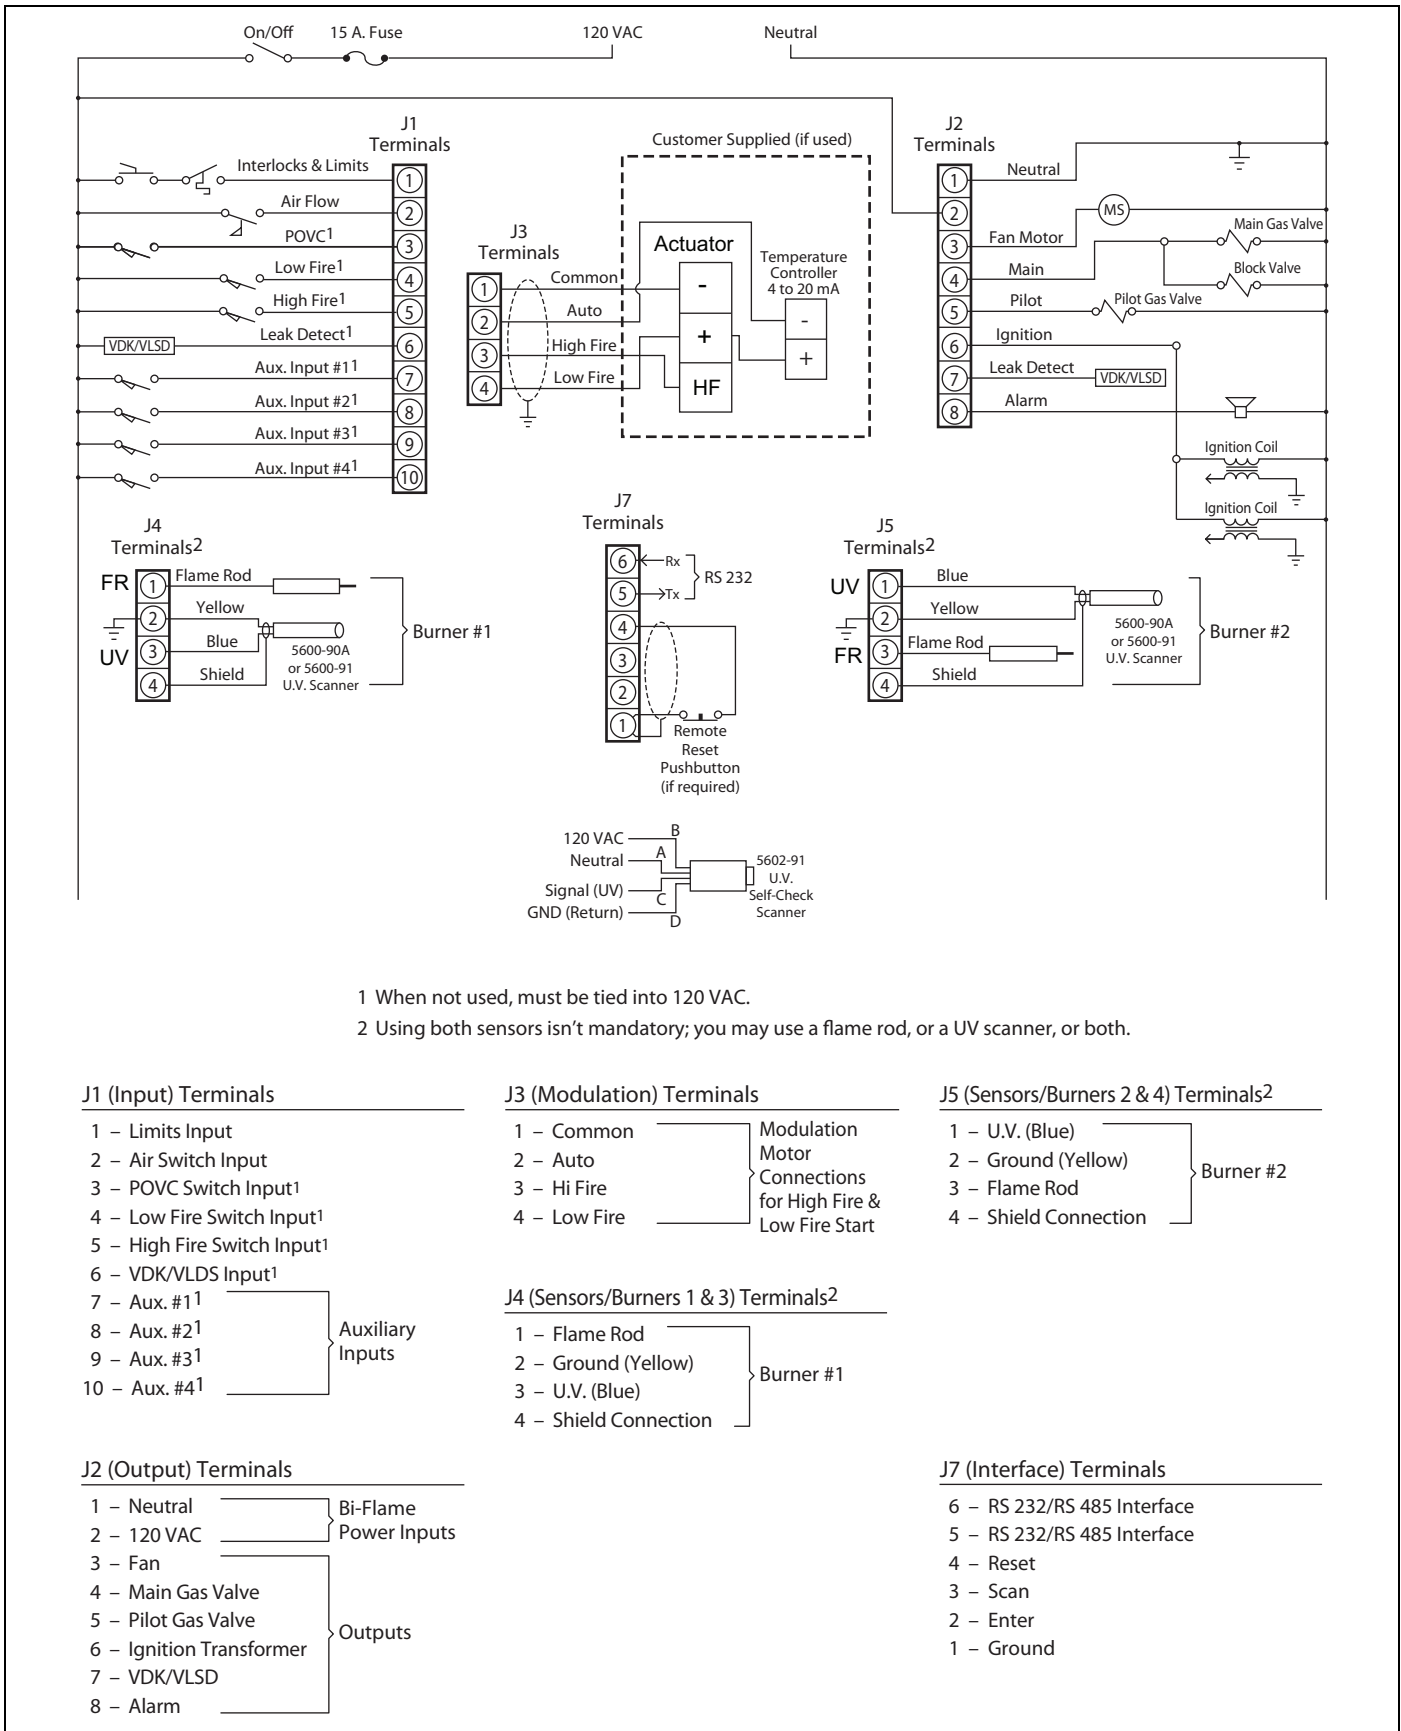 On/Off 15 A. Fuse 120 VAC Neutral
J1
Terminals
Interlocks & Limits
Air Flow
POVC1
Low Fire1
High Fire1
Leak Detect1
VDK/VLSD
Aux. Input #11
Aux. Input #21
Aux. Input #31
Aux. Input #41
1
2
3
4
5
6
7
8
9
10
J3
Terminals
1
2
3
4
Common
Auto
High Fire
Low Fire
Customer Supplied (if used)
Actuator
-
+
HF
Temperature
Controller
4 to 20 mA
-
+
J2
Terminals
1
2
3
4
5
6
7
8
Neutral
Fan Motor
MS
Main
Main Gas Valve
Block Valve
Pilot
Pilot Gas Valve
Ignition
Leak Detect
VDK/VLSD
Alarm
Ignition Coil
Ignition Coil
J4
Terminals2
FR
UV
1
2
3
4
Flame Rod
Yellow
Blue
Shield
5600-90A
or 5600-91
U.V. Scanner
Burner #1
J7
Terminals
6
5
4
3
2
1
Rx
Tx
RS 232
Remote
Reset
Pushbutton
(if required)
J5
Terminals2
UV
FR
1
2
3
4
Blue
Yellow
Flame Rod
Shield
5600-90A
or 5600-91
U.V. Scanner
Burner #2
120 VAC
Neutral
Signal (UV)
GND (Return)
B
A
C
D
5602-91
U.V.
Self-Check
Scanner
1 When not used, must be tied into 120 VAC.
2 Using both sensors isn't mandatory; you may use a flame rod, or a UV scanner, or both.
J1 (Input) Terminals
1 – Limits Input
2 – Air Switch Input
3 – POVC Switch Input1
4 – Low Fire Switch Input1
5 – High Fire Switch Input1
6 – VDK/VLDS Input1
7 – Aux. #11
8 – Aux. #21
9 – Aux. #31
10 – Aux. #41
Auxiliary
Inputs
J2 (Output) Terminals
1 – Neutral
2 – 120 VAC
Bi-Flame
Power Inputs
3 – Fan
4 – Main Gas Valve
5 – Pilot Gas Valve
6 – Ignition Transformer
7 – VDK/VLSD
8 – Alarm
Outputs
J3 (Modulation) Terminals
1 – Common
2 – Auto
3 – Hi Fire
4 – Low Fire
Modulation
Motor
Connections
for High Fire &
Low Fire Start
J4 (Sensors/Burners 1 & 3) Terminals2
1 – Flame Rod
2 – Ground (Yellow)
3 – U.V. (Blue)
4 – Shield Connection
Burner #1
J5 (Sensors/Burners 2 & 4) Terminals2
1 – U.V. (Blue)
2 – Ground (Yellow)
3 – Flame Rod
4 – Shield Connection
Burner #2
J7 (Interface) Terminals
6 – RS 232/RS 485 Interface
5 – RS 232/RS 485 Interface
4 – Reset
3 – Scan
2 – Enter
1 – Ground